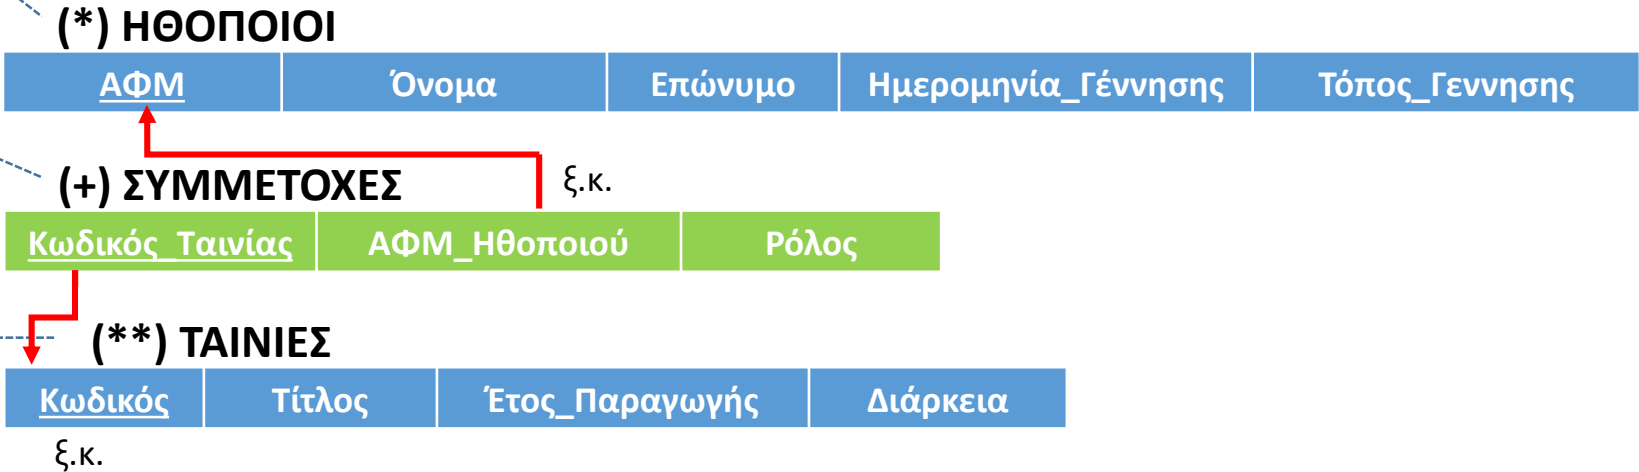 (*) ΗΘΟΠΟΙΟΙ
ΑΦΜ Όνομα Επώνυμο Ημερομηνία_Γέννησης Τόπος_Γεννησης
(+) ΣΥΜΜΕΤΟΧΕΣ ξ.κ.
Κωδικός_Ταινίας ΑΦΜ_Ηθοποιού Ρόλος
(**) ΤΑΙΝΙΕΣ
Κωδικός Τίτλος Έτος_Παραγωγής Διάρκεια
ξ.κ.